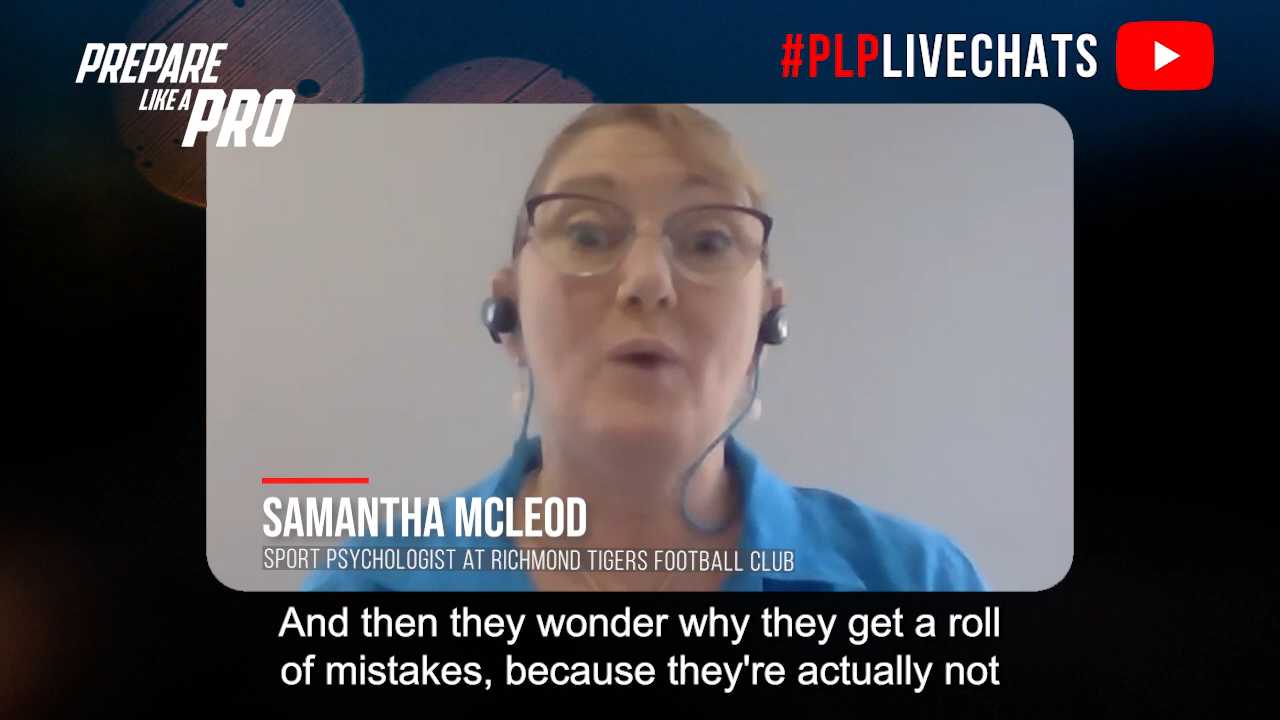 PREPARE
LIKE A
PRO
#PLPLIVECHATS
SAMANTHA MCLEOD
SPORT PSYCHOLOGIST AT RICHMOND TIGERS FOOTBALL CLUB
And then they wonder why they get a roll
of mistakes, because they're actually not